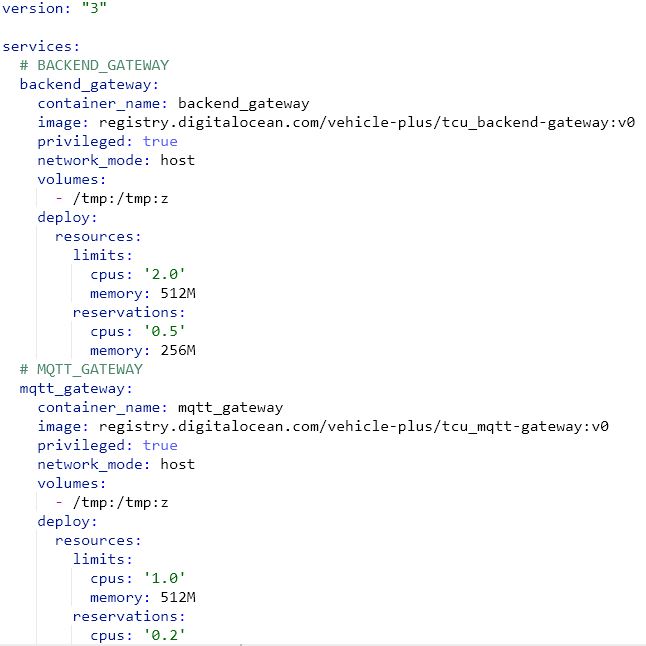 version: "3"

services:
  # BACKEND_GATEWAY
  backend_gateway:
    container_name: backend_gateway
    image: registry.digitalocean.com/vehicle-plus/tcu_backend-gateway:v0
    privileged: true
    network_mode: host
    volumes:
      - /tmp:/tmp:z
    deploy:
      resources:
        limits:
          cpus: '2.0'
          memory: 512M
        reservations:
          cpus: '0.5'
          memory: 256M
  # MQTT_GATEWAY
  mqtt_gateway:
    container_name: mqtt_gateway
    image: registry.digitalocean.com/vehicle-plus/tcu_mqtt-gateway:v0
    privileged: true
    network_mode: host
    volumes:
      - /tmp:/tmp:z
    deploy:
      resources:
        limits:
          cpus: '1.0'
          memory: 512M
        reservations:
          cpus: '0.2'